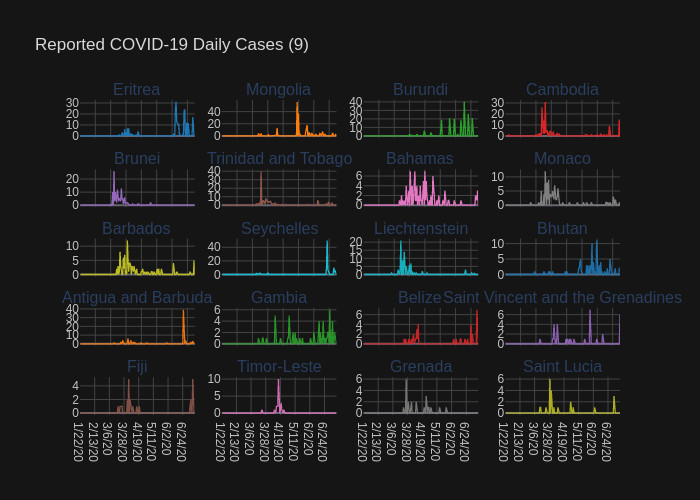 Reported COVID-19 Daily Cases (9)
Eritrea Mongolia Burundi Cambodia
30 20 10 0
40 20 0
40 30 20 10 0
30 20 10 0
Brunei Trinidad and Tobago Bahamas Monaco
20 10 0
40 30 20 10 0
6 4 2 0
10 5 0
Barbados Seychelles Liechtenstein Bhutan
10 5 0
40 20 0
20 15 10 5 0
10 5 0
Antigua and Barbuda Gambia Belize Saint Vincent and the Grenadines
40 30 20 10 0
6 4 2 0
6 4 2 0
6 4 2 0
Fiji Timor-Leste Grenada Saint Lucia
4 2 0
10 5 0
6 4 2 0
6 4 2 0
1/22/20 2/13/20 3/6/20 3/28/20 4/19/20 5/11/20 6/2/20 6/24/20
1/22/20 2/13/20 3/6/20 3/28/20 4/19/20 5/11/20 6/2/20 6/24/20
1/22/20 2/13/20 3/6/20 3/28/20 4/19/20 5/11/20 6/2/20 6/24/20
1/22/20 2/13/20 3/6/20 3/28/20 4/19/20 5/11/20 6/2/20 6/24/20